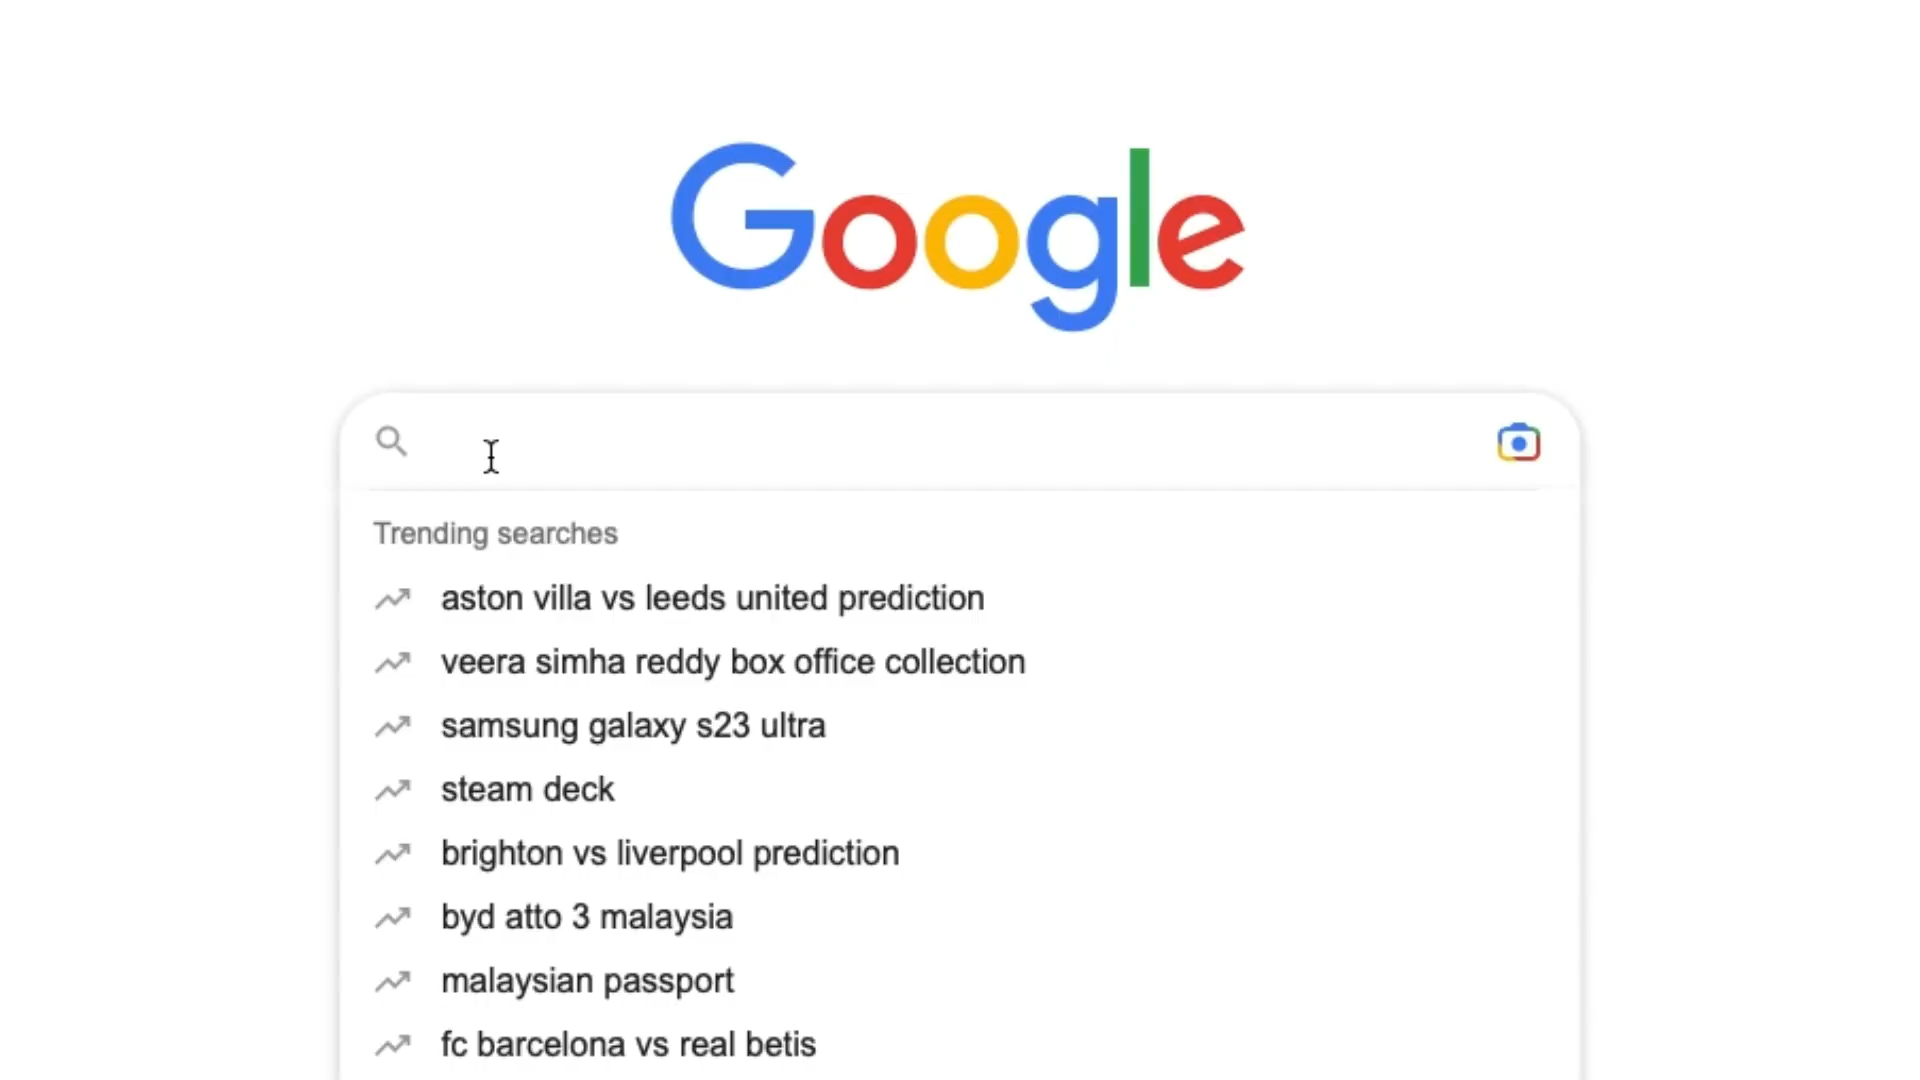 Google
Trending searches
aston villa vs leeds united prediction
veera simha reddy box office collection
samsung galaxy s23 ultra
steam deck
brighton vs liverpool prediction
byd atto 3 malaysia
malaysian passport
fc barcelona vs real betis